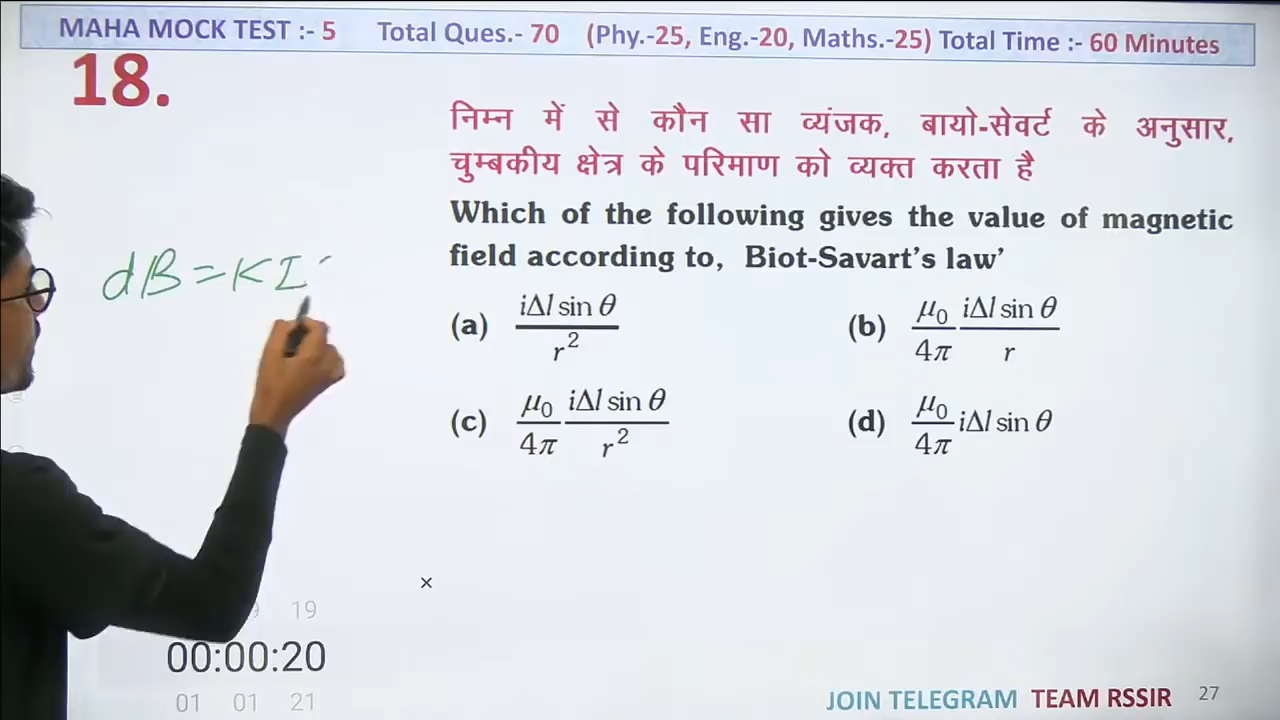 MAHA MOCK TEST :- 5 Total Ques.- 70 (Phy.-25, Eng.-20, Maths.-25) Total Time :- 60 Minutes
18.
निम्न में से कौन सा व्यंजक, बायो-सेवर्ट के अनुसार,
चुम्बकीय क्षेत्र के परिमाण को व्यक्त करता है
Which of the following gives the value of magnetic
field according to, Biot-Savart's law'
dB=KI
(a) iΔl sin θ / r² (b) μ₀/4π iΔl sin θ / r
(c) μ₀/4π iΔl sin θ / r² (d) μ₀/4π iΔl sin θ
×
19
00:00:20
01 01 21
JOIN TELEGRAM TEAM RSSIR 27